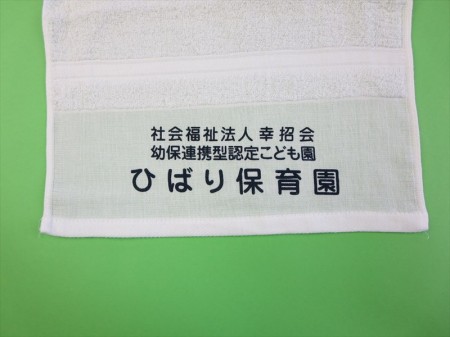 社会福祉法人幸招会
幼保連携型認定こども園
ひばり保育園